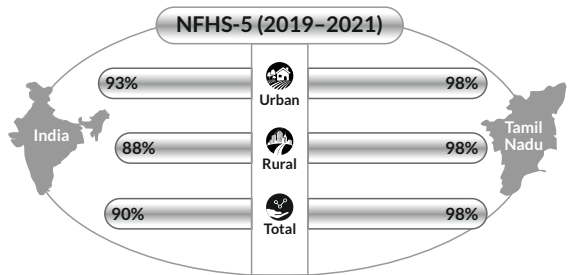 NFHS-5 (2019–2021)
93%
Urban
98%
India
88%
Rural
98%
Tamil
Nadu
90%
Total
98%